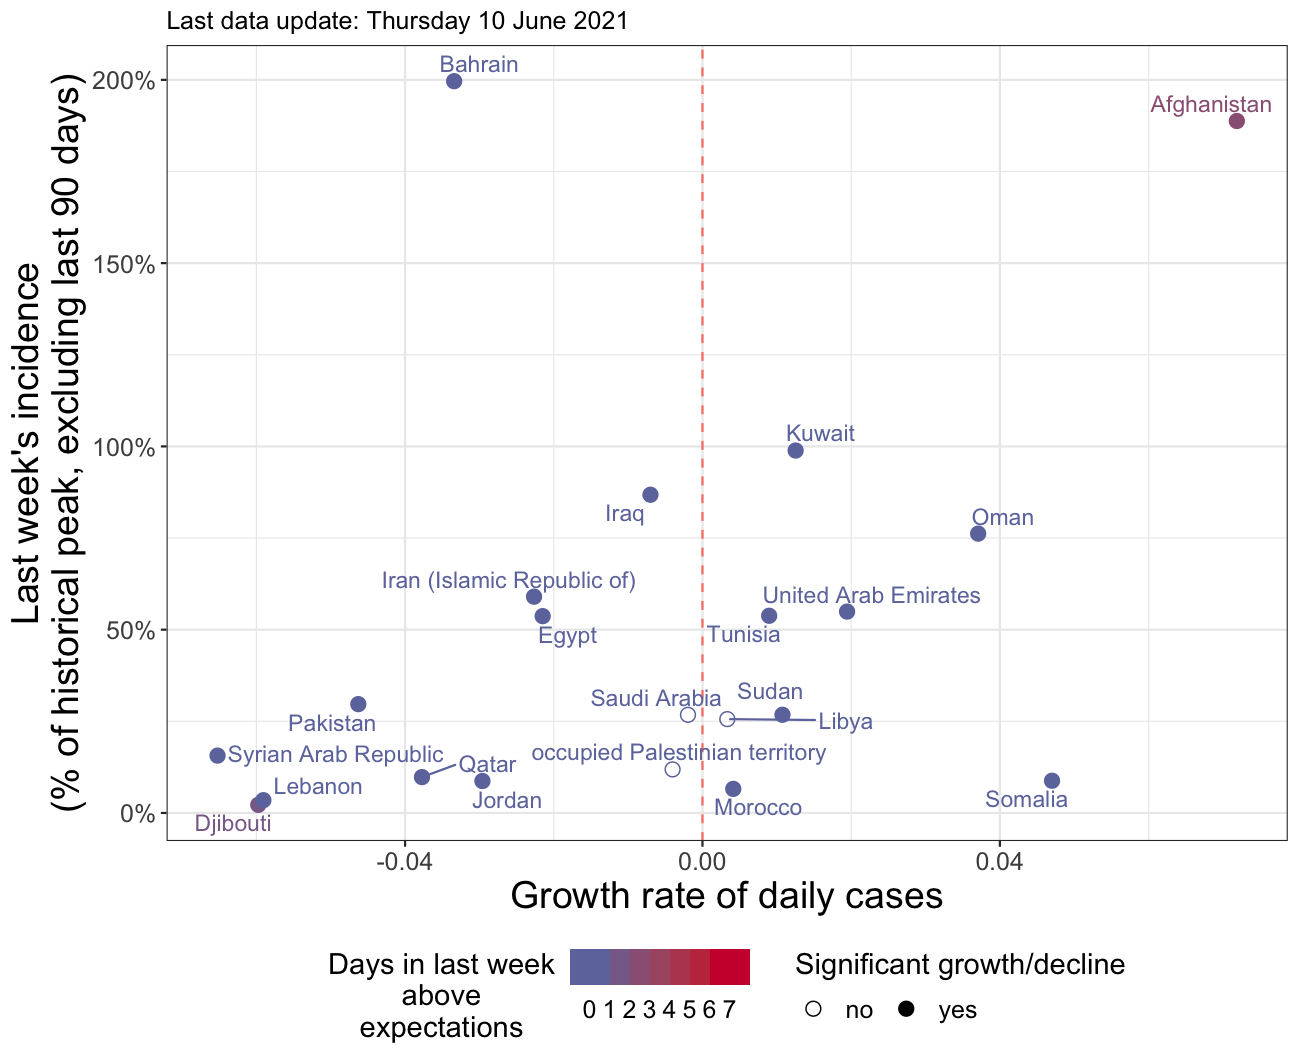 Last data update: Thursday 10 June 2021
Last week's incidence
(% of historical peak, excluding last 90 days)
200%
150%
100%
50%
0%
Bahrain
Afghanistan
Kuwait
Iraq
Oman
Iran (Islamic Republic of)
United Arab Emirates
Egypt
Tunisia
Saudi Arabia
Sudan
Pakistan
Libya
Syrian Arab Republic
Qatar
occupied Palestinian territory
Lebanon
Jordan
Somalia
Morocco
Djibouti
-0.04
0.00
0.04
Growth rate of daily cases
Days in last week
above
expectations
0 1 2 3 4 5 6 7
Significant growth/decline
no
yes